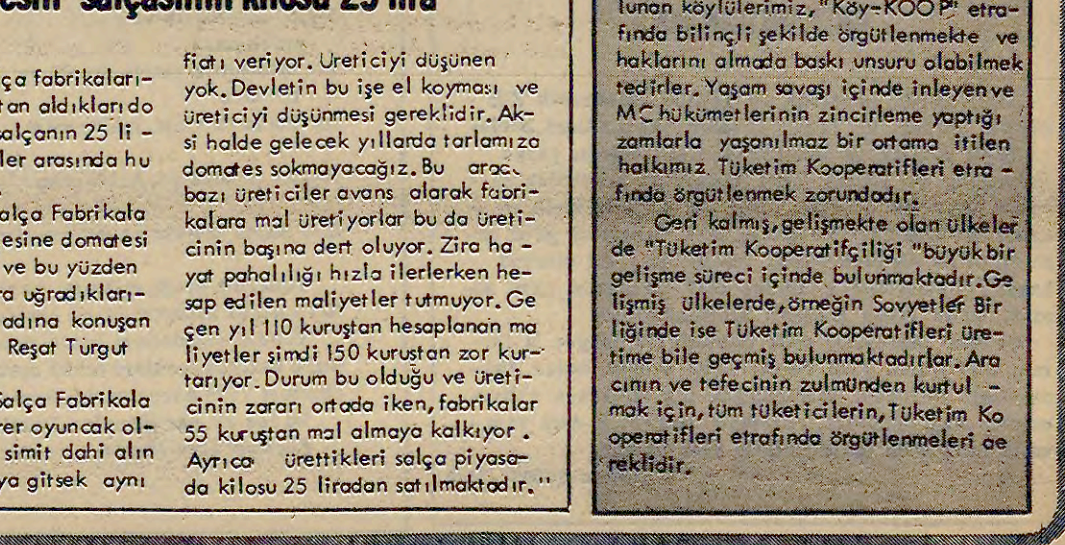 salçasının kilosu 25 lira
ça fabrikaları-
tan aldıkları do
salçanın 25 li -
ler arasında hu
alça Fabrikala
esine domatesi
ve bu yüzden
ra uğradıkları-
adına konuşan
Reşat Turgut
Salça Fabrikala
rer oyuncak ol-
simit dahi alın
ya gitsek aynı
fiatı veriyor. Üreticiyi düşünen
yok. Devletin bu işe el koyması ve
üreticiyi düşünmesi gereklidir. Ak-
si halde gelecek yıllarda tarlamıza
domates sokmayacağız. Bu
bazı üreticiler avans alarak fabri-
kalara mal üretiyorlar bu da üreti-
cinin başına dert oluyor. Zira ha -
yat pahalılığı hızla ilerlerken he-
sap edilen maliyetler tutmuyor. Ge
çen yıl 110 kuruştan hesaplanan ma
liyetler şimdi 150 kuruştan zor kur-
tarıyor. Durum bu olduğu ve üreti-
cinin zararı ortada iken, fabrikalar
55 kuruştan mal almaya kalkıyor .
Ayrıca ürettikleri salça piyasa-
da kilosu 25 liradan satılmaktadır."
lunan köylülerimiz, "Köy-KOOP" etra-
fında bilinçli şekilde örgütlenmekte ve
haklarını almada baskı unsuru olabilmek
tedirler. Yaşam savaşı içinde inleyen ve
MC hükümetlerinin zincirleme yaptığı
zamlarla yaşanılmaz bir ortama itilen
halkımız Tüketim Kooperatifleri etra -
fında örgütlenmek zorundadır.
Geri kalmış, gelişmekte olan ülkeler
de "Tüketim Kooperatifçiliği "büyük bir
gelişme süreci içinde bulunmaktadır. Ge
lişmiş ülkelerde, örneğin Sovyetler Bir
liğinde ise Tüketim Kooperatifleri üre-
time bile geçmiş bulunmaktadırlar. Ara
cının ve tefecinin zulmünden kurtul -
mak için, tüm tüketicilerin, Tüketim Ko
operatifleri etrafında örgütlenmeleri ge
reklidir.